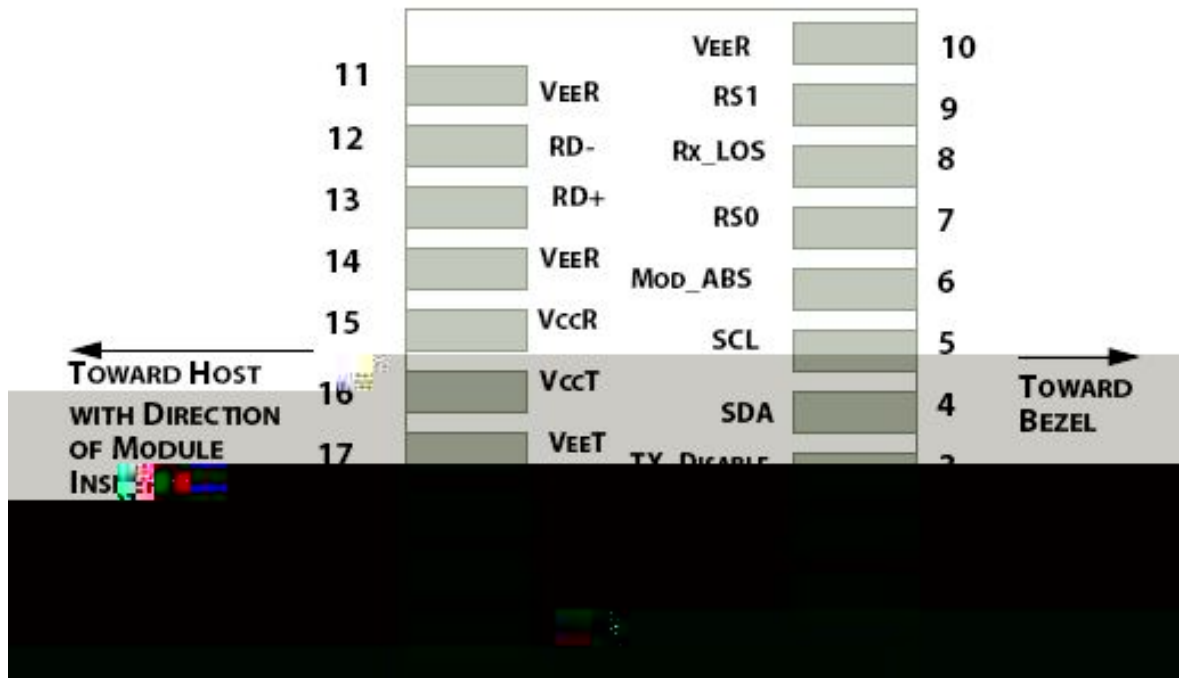 VEER 10
11 VEER
RS1 9
12 RD-
Rx_LOS 8
13 RD+
RS0 7
14 VEER
MOD_ABS 6
15 VCCR
SCL 5
TOWARD HOST
WITH DIRECTION
OF MODULE
16 VCCT
SDA 4
TOWARD
BEZEL
17 VEET
TX_DISABLE